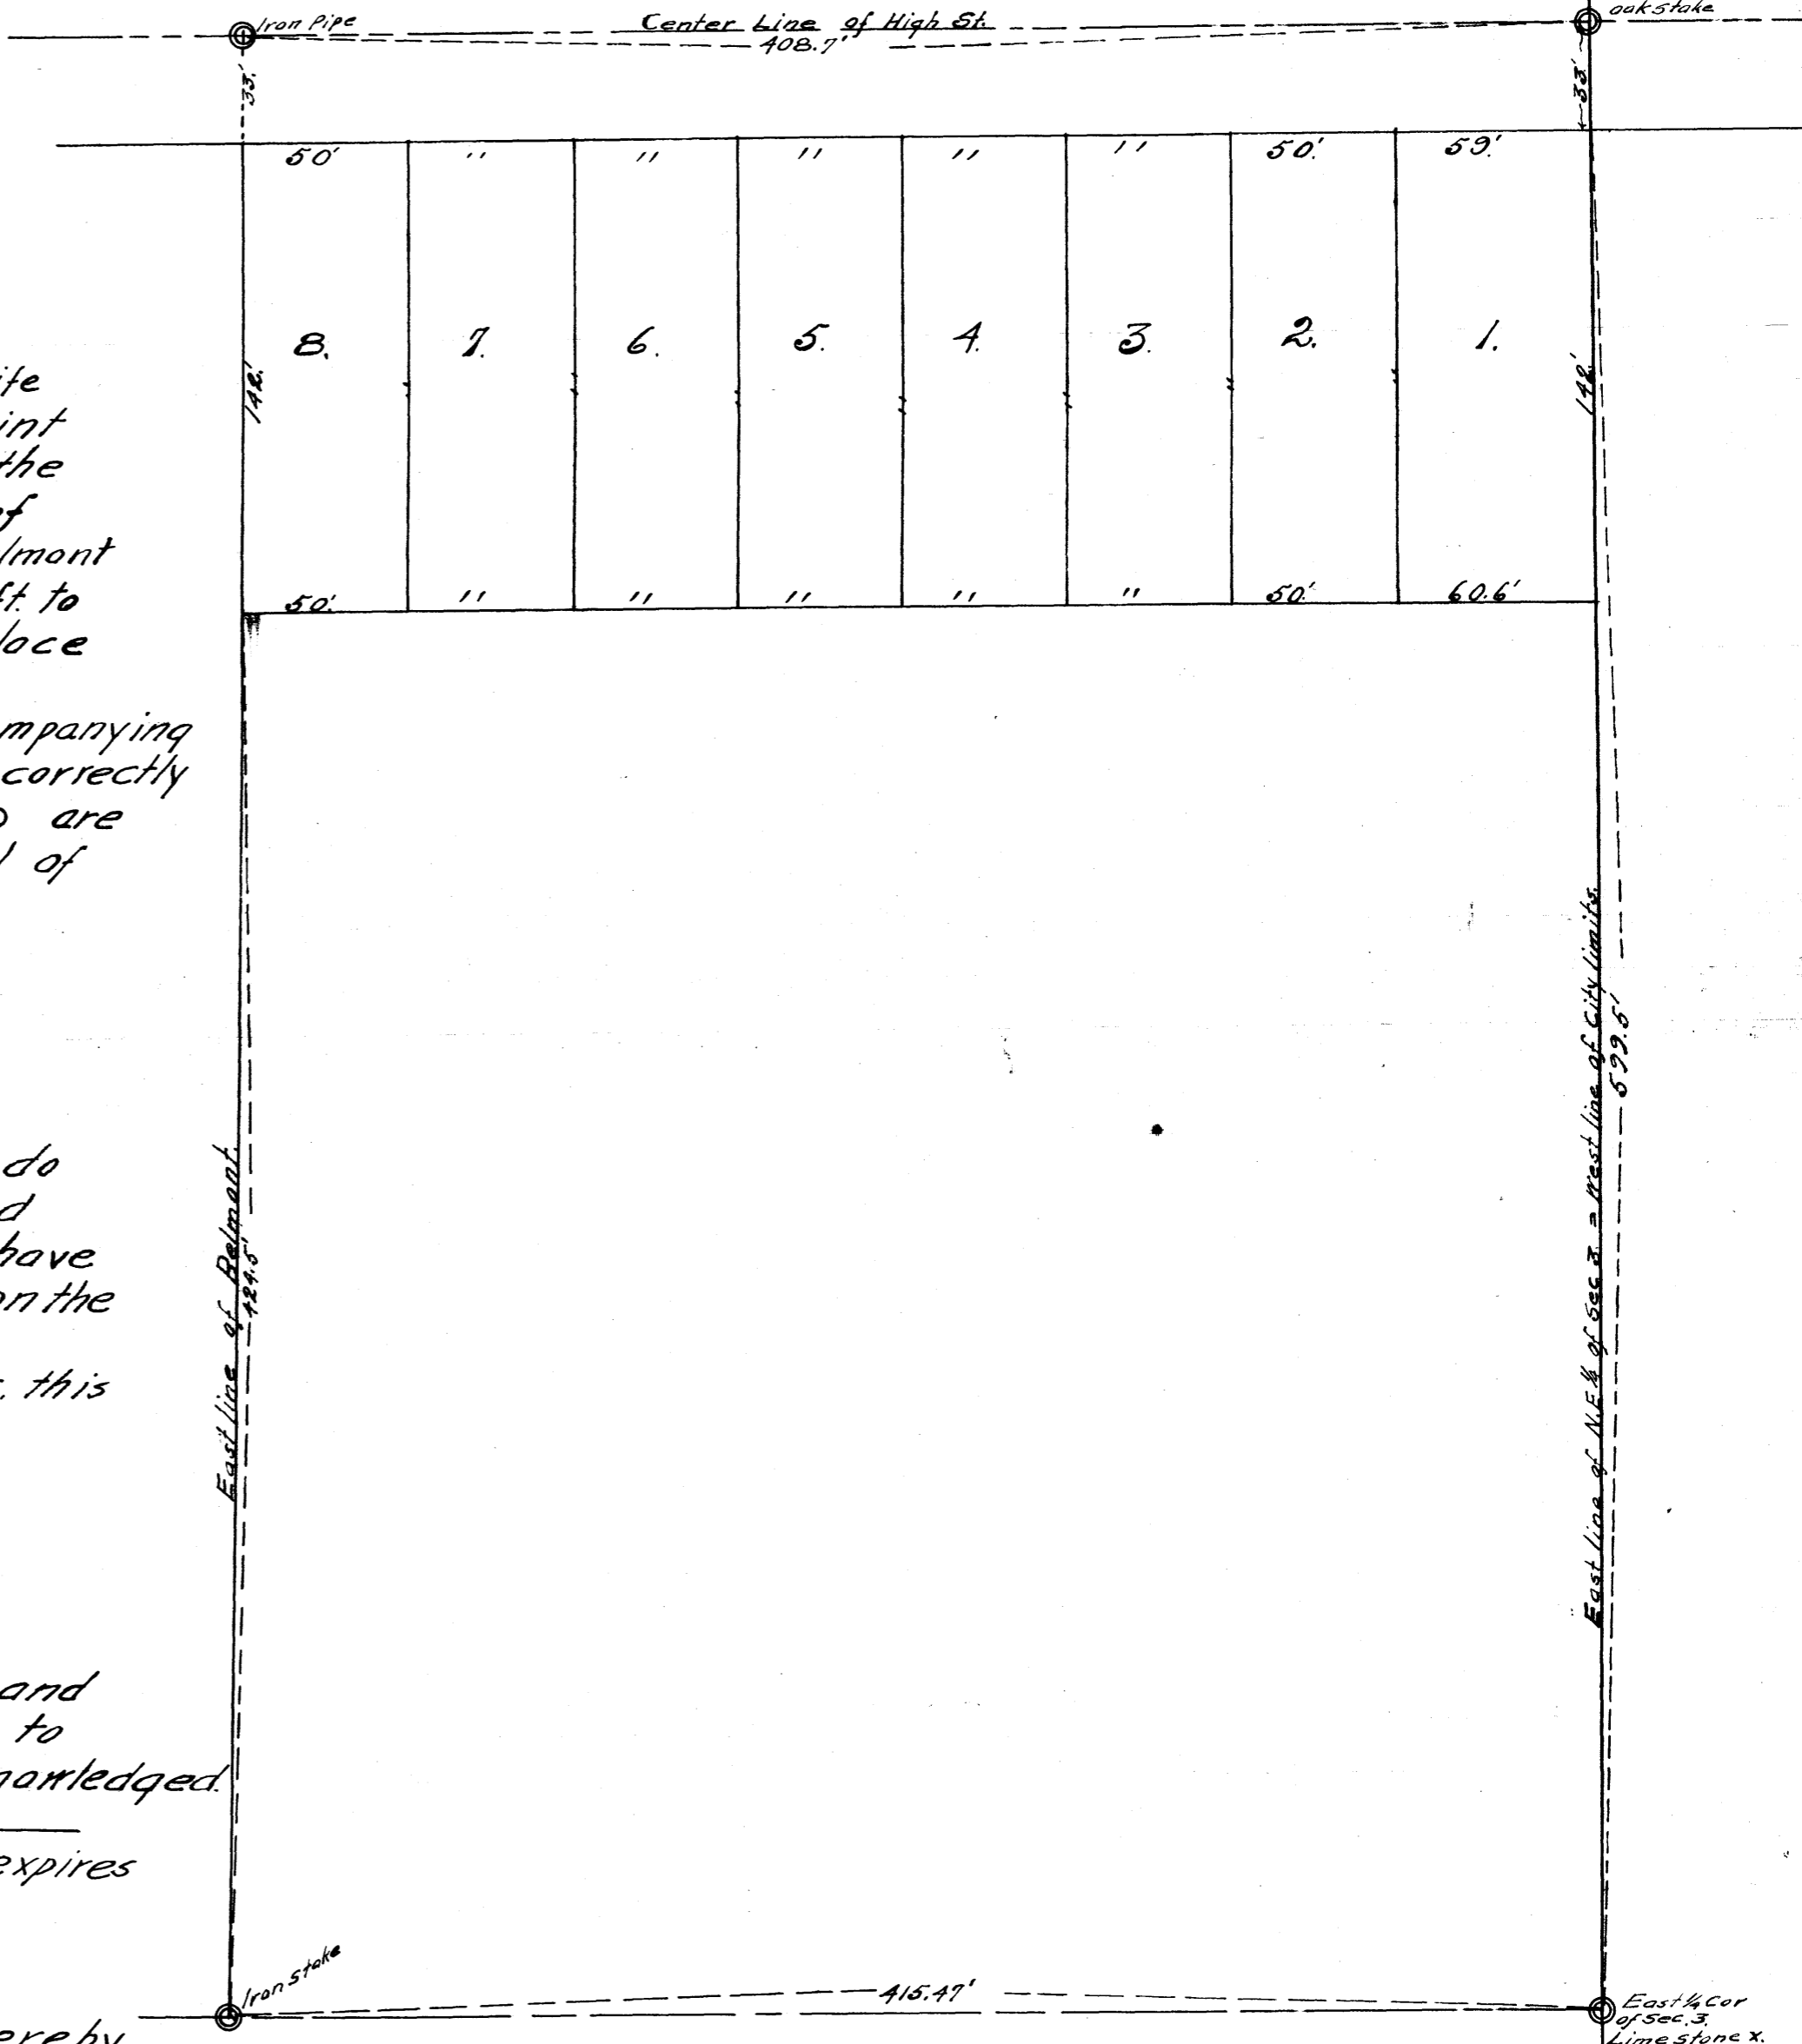 Iron Pipe
Center Line of High St.
oak stake
408.7'
33'
33'
50'
"
"
"
"
"
50'
59'
8.
7.
6.
5.
4.
3.
2.
1.
142'
"
"
"
"
"
"
"
142'
50'
"
"
"
"
"
50'
60.6'
ife
int
the
of
lmont
ft. to
lace
mpanying
correctly
are
of
do
d
have
on the
this
and
to
nowledged.
expires
ereby
East line of Belmont.
424.5'
East line of N.E ¼ of Sec 3 = West line of City limits.
599.5'
Iron stake
415.47'
East ¼ Cor
of Sec. 3.
Lime stone x.